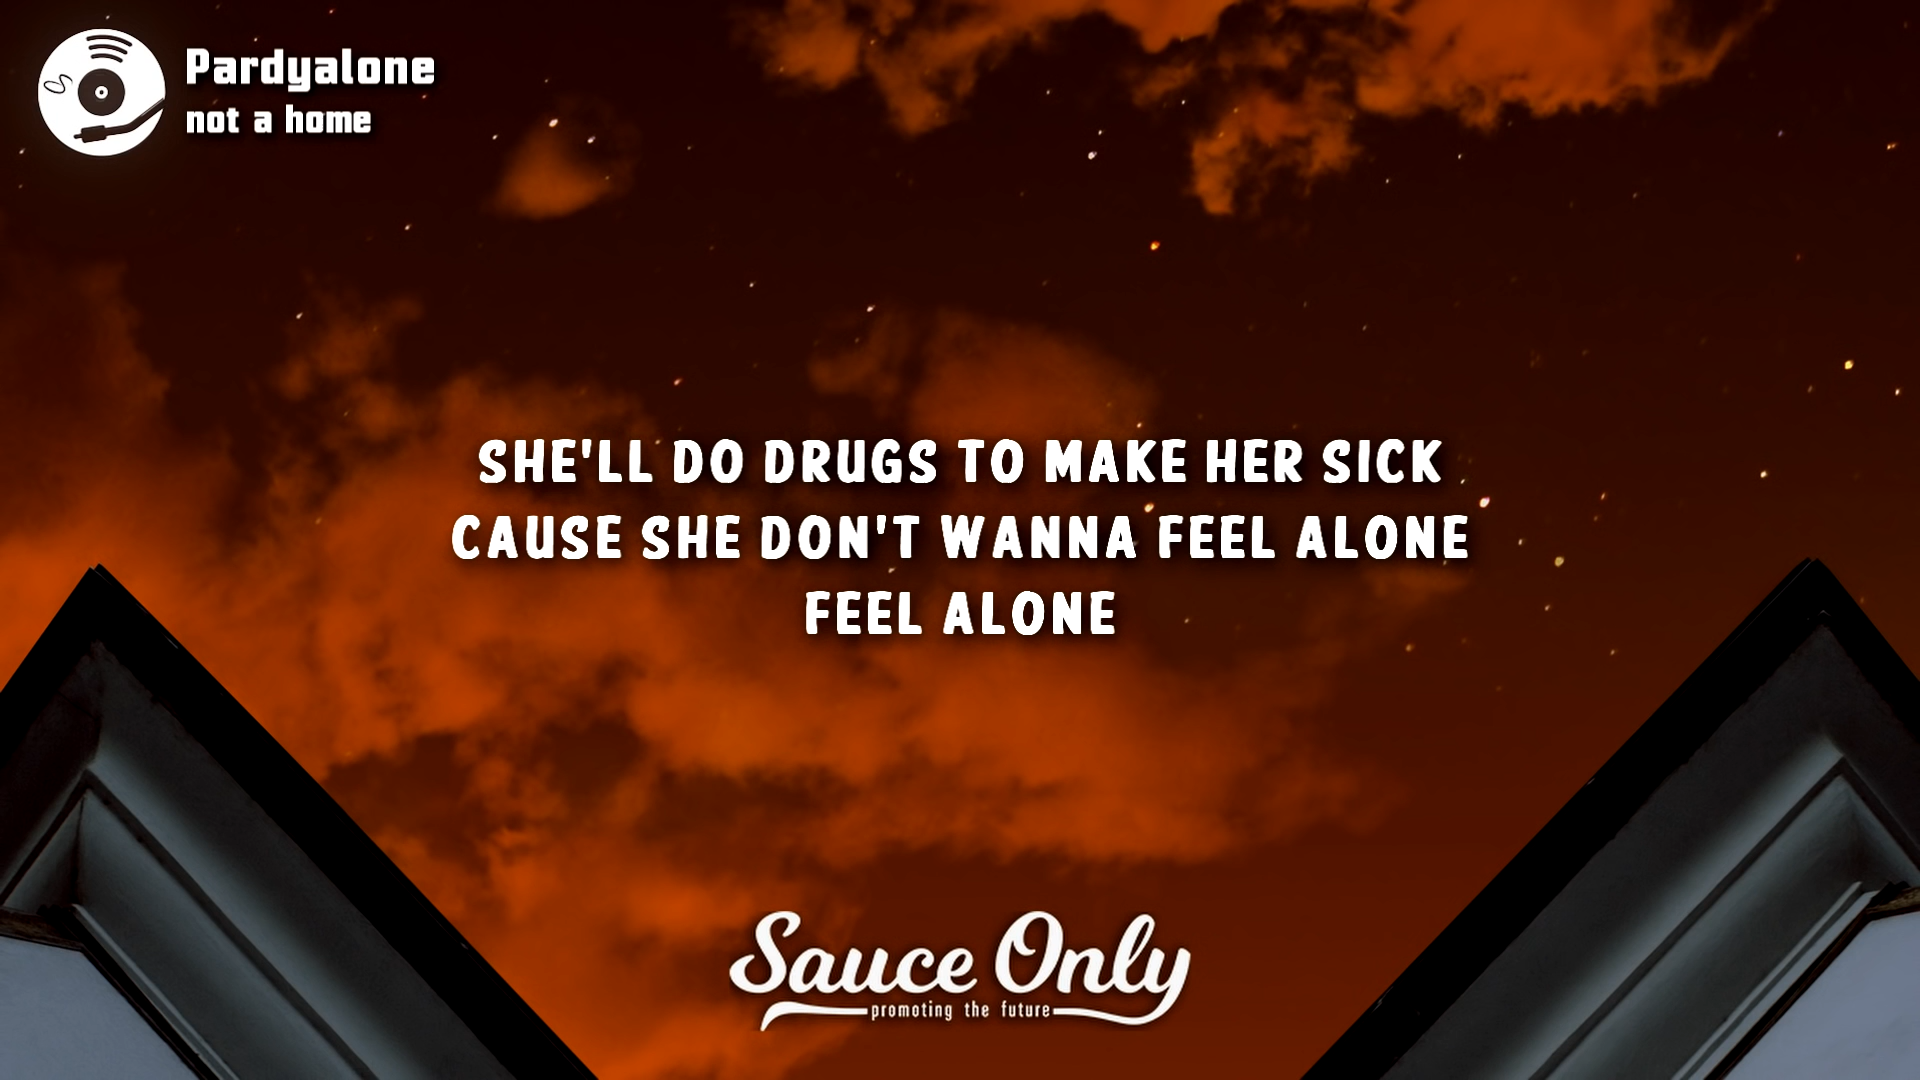 Pardyalone
not a home
SHE'LL DO DRUGS TO MAKE HER SICK
CAUSE SHE DON'T WANNA FEEL ALONE
FEEL ALONE
Sauce Only
promoting the future